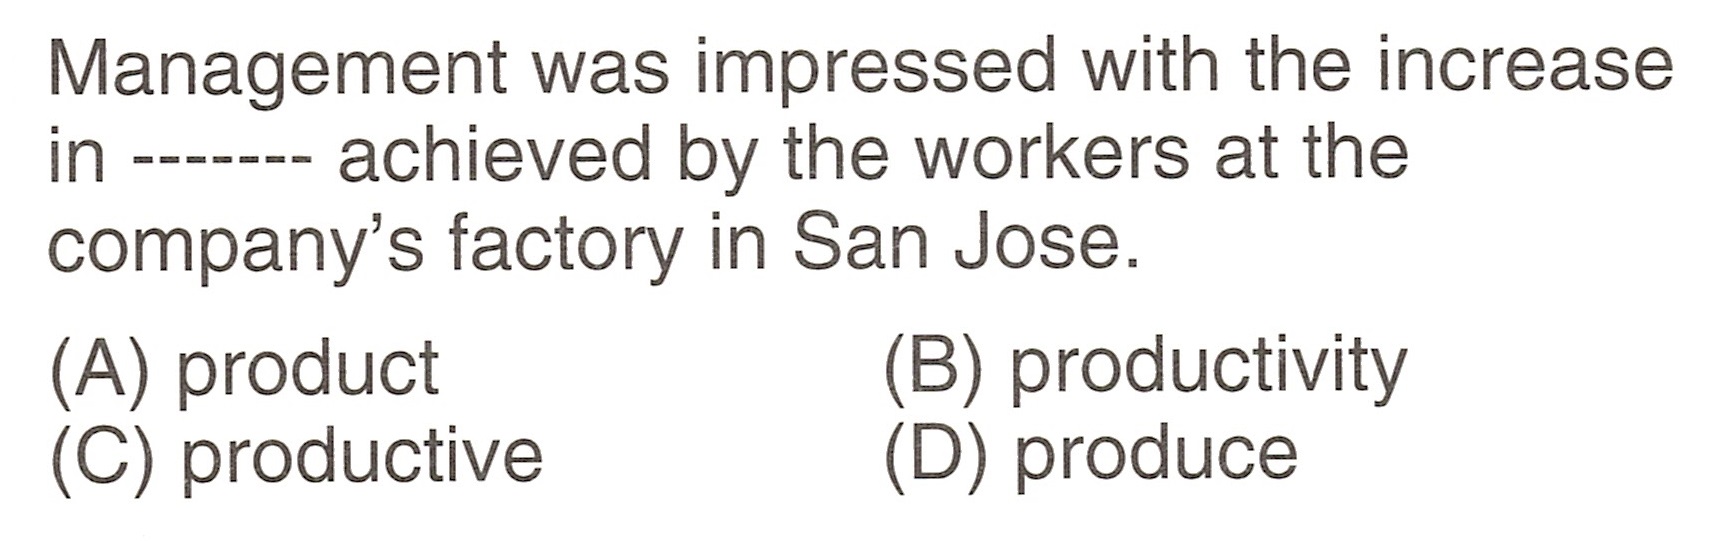 Management was impressed with the increase
in ------- achieved by the workers at the
company's factory in San Jose.
(A) product (B) productivity
(C) productive (D) produce